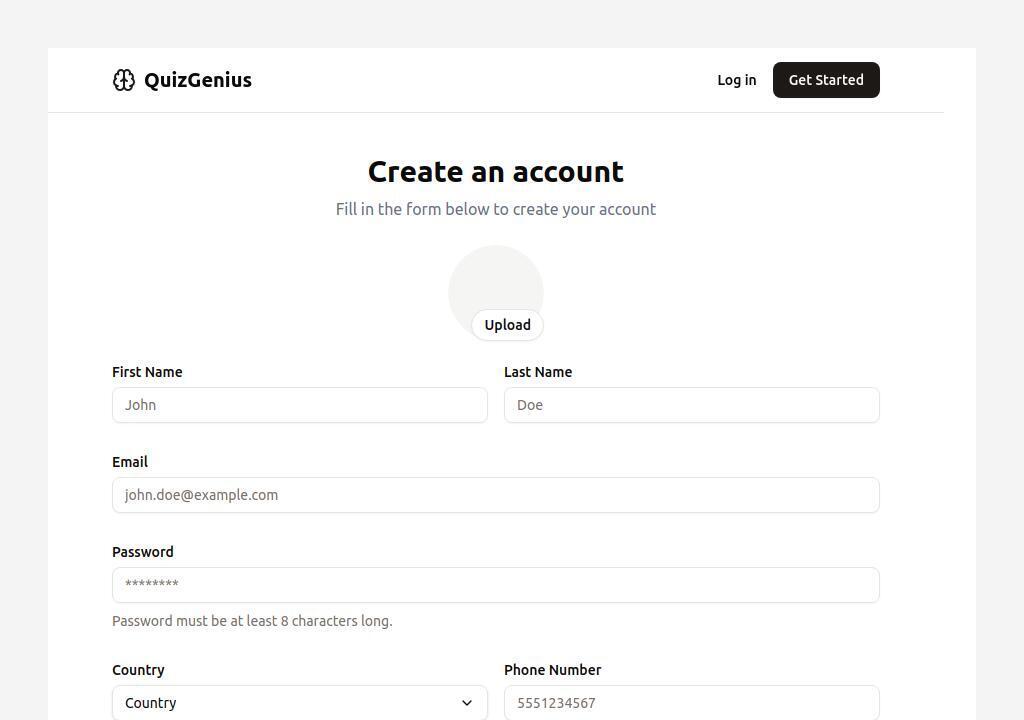 QuizGenius
Log in
Get Started
Create an account
Fill in the form below to create your account
Upload
First Name
Last Name
John
Doe
Email
john.doe@example.com
Password
********
Password must be at least 8 characters long.
Country
Phone Number
Country
5551234567